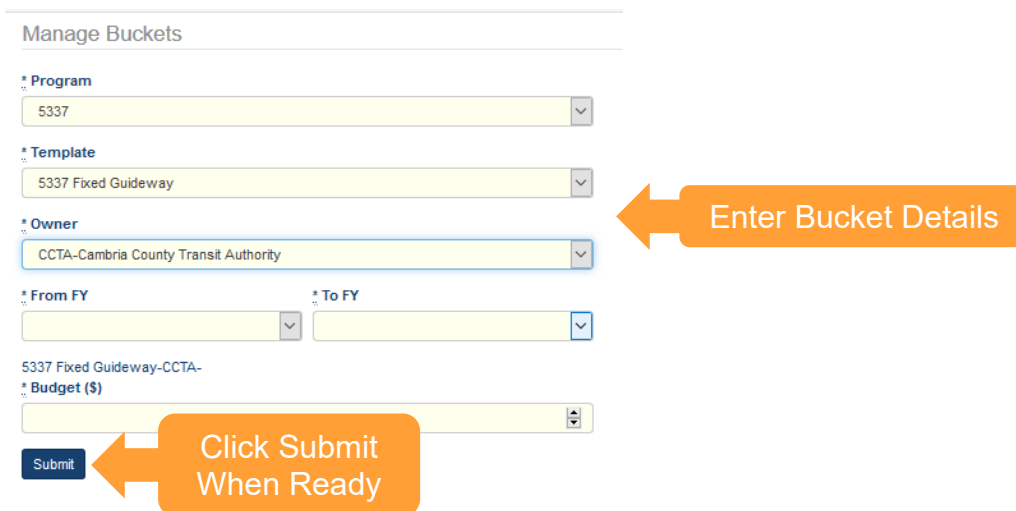 Manage Buckets
* Program
5337
* Template
5337 Fixed Guideway
Enter Bucket Details
* Owner
CCTA-Cambria County Transit Authority
* From FY
* To FY
5337 Fixed Guideway-CCTA-
* Budget ($)
Click Submit
When Ready
Submit